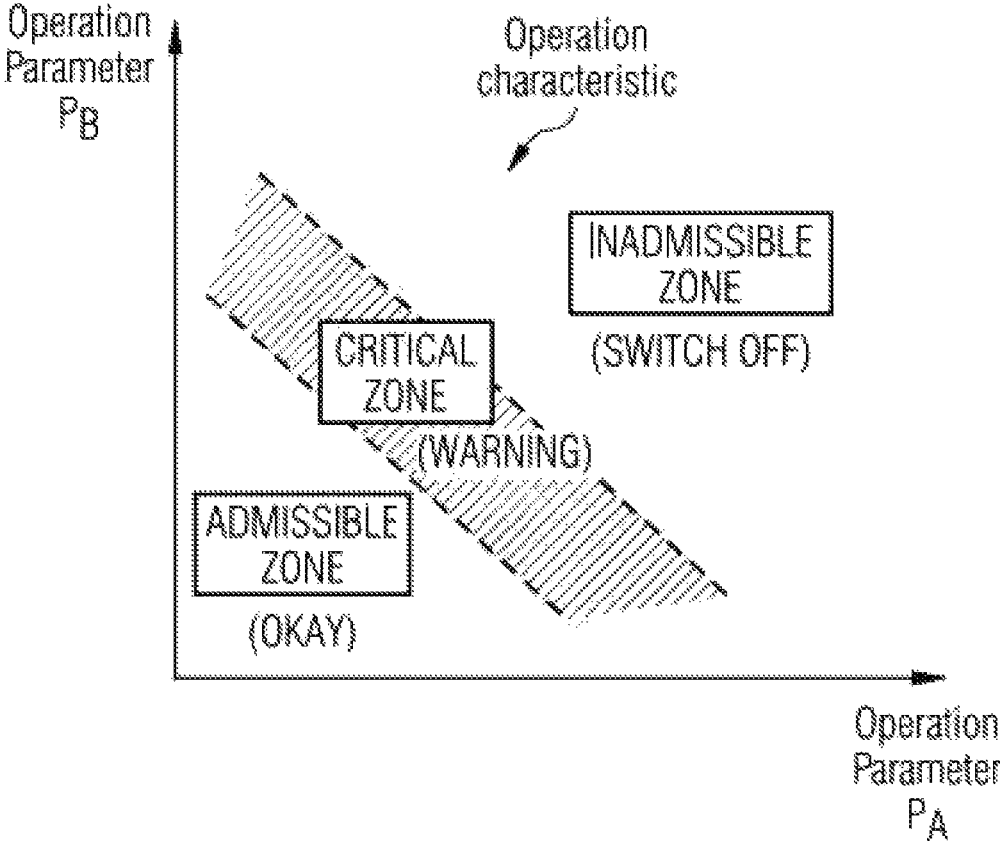 Operation
Parameter
PB
Operation
characteristic
INADMISSIBLE
ZONE
(SWITCH OFF)
CRITICAL
ZONE
(WARNING)
ADMISSIBLE
ZONE
(OKAY)
Operation
Parameter
PA